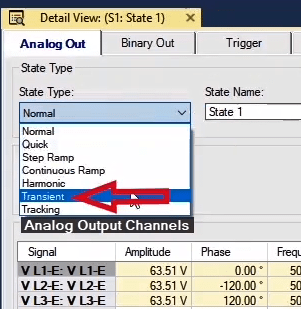 Detail View: (S1: State 1)
Analog Out Binary Out Trigger
State Type
State Type: State Name:
Normal State 1
Normal
Quick
Step Ramp
Continuous Ramp
Harmonic
Transient
Tracking
Analog Output Channels
Signal Amplitude Phase Frequ
V L1-E: V L1-E 63.51 V 0.00 ° 50
V L2-E: V L2-E 63.51 V -120.00 ° 50
V L3-E: V L3-E 63.51 V 120.00 ° 50